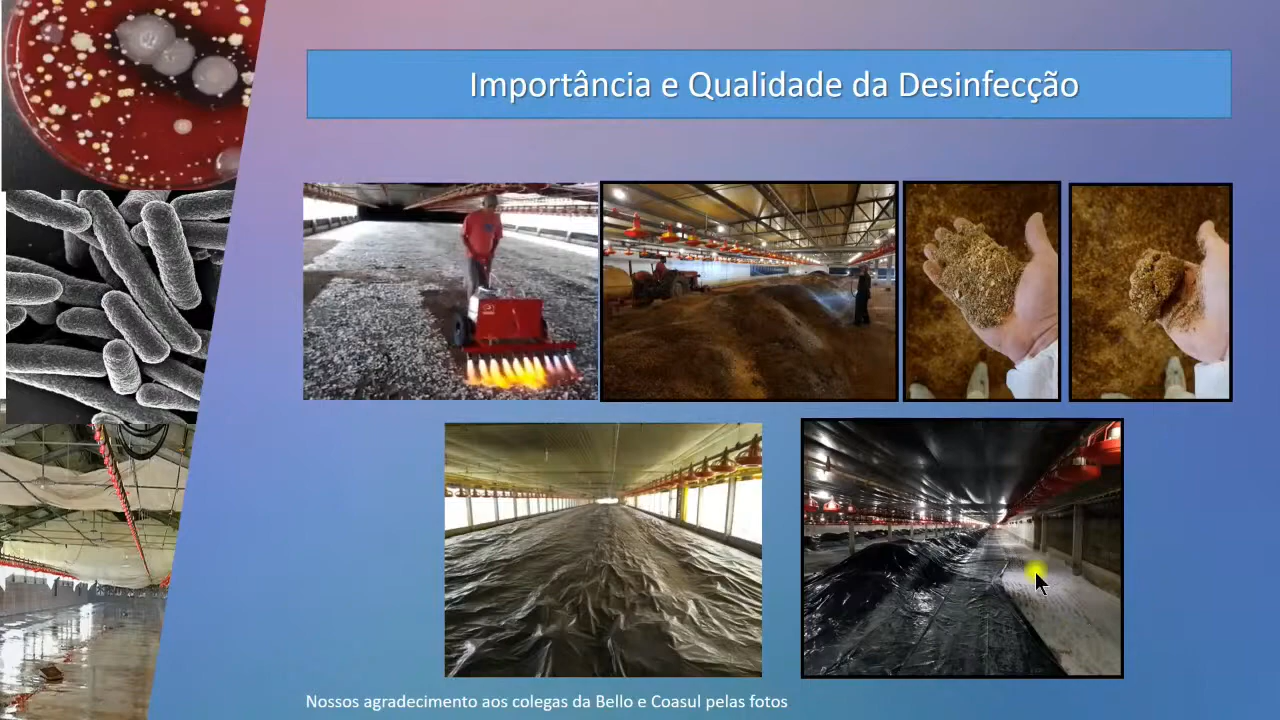 Importância e Qualidade da Desinfecção
Nossos agradecimento aos colegas da Bello e Coasul pelas fotos